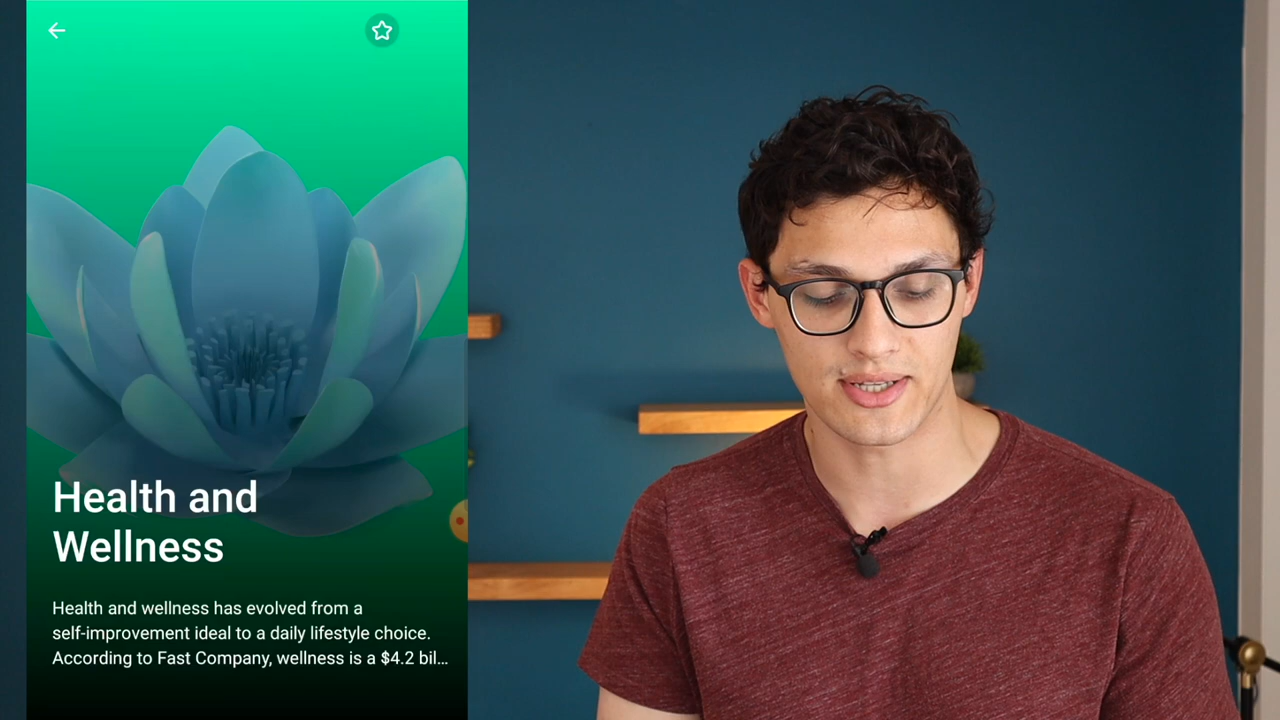 Health and
Wellness
Health and wellness has evolved from a
self-improvement ideal to a daily lifestyle choice.
According to Fast Company, wellness is a $4.2 bil...